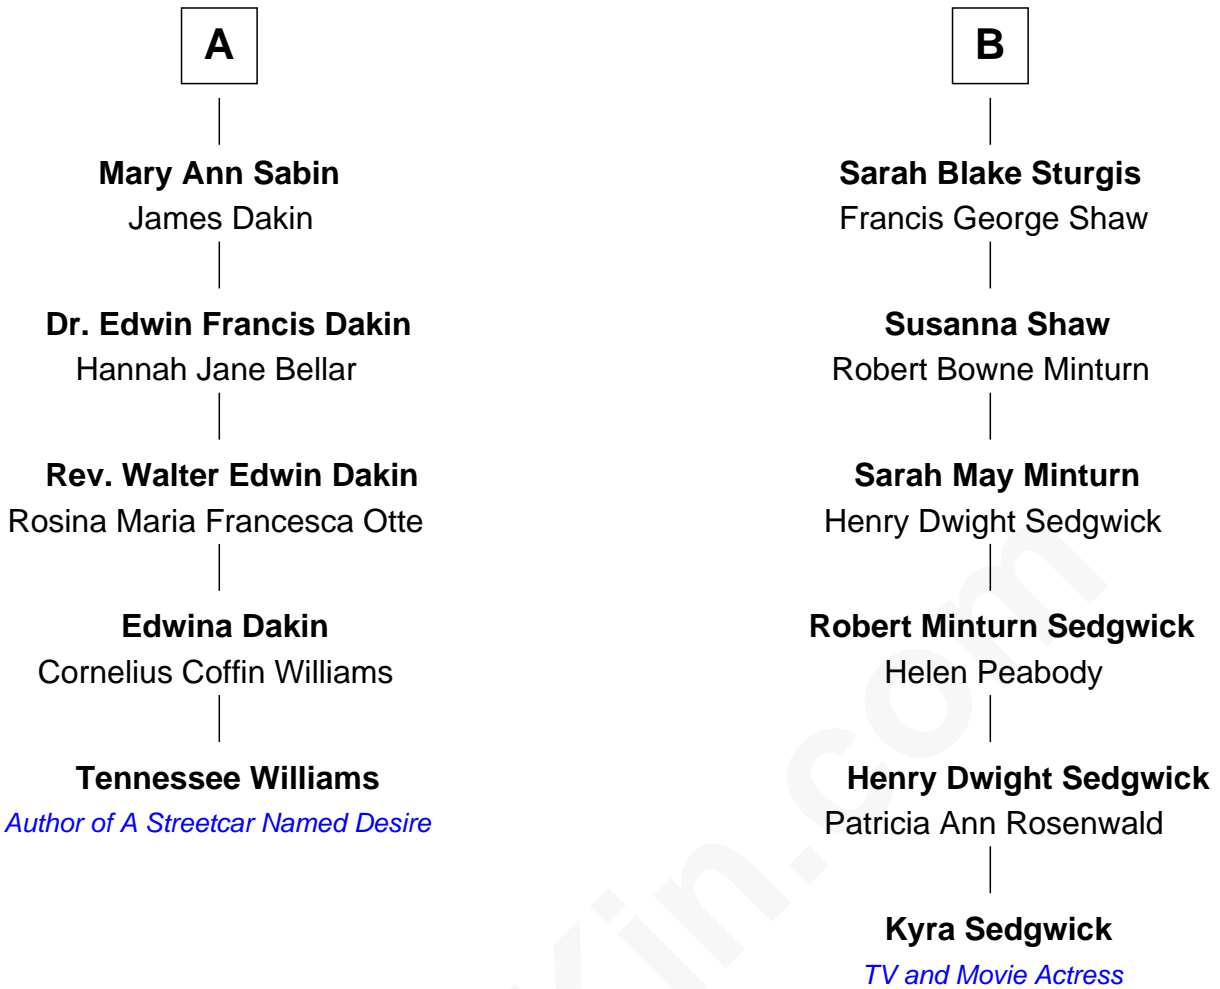 A
Mary Ann Sabin
James Dakin
Dr. Edwin Francis Dakin
Hannah Jane Bellar
Rev. Walter Edwin Dakin
Rosina Maria Francesca Otte
Edwina Dakin
Cornelius Coffin Williams
Tennessee Williams
Author of A Streetcar Named Desire
B
Sarah Blake Sturgis
Francis George Shaw
Susanna Shaw
Robert Bowne Minturn
Sarah May Minturn
Henry Dwight Sedgwick
Robert Minturn Sedgwick
Helen Peabody
Henry Dwight Sedgwick
Patricia Ann Rosenwald
Kyra Sedgwick
TV and Movie Actress